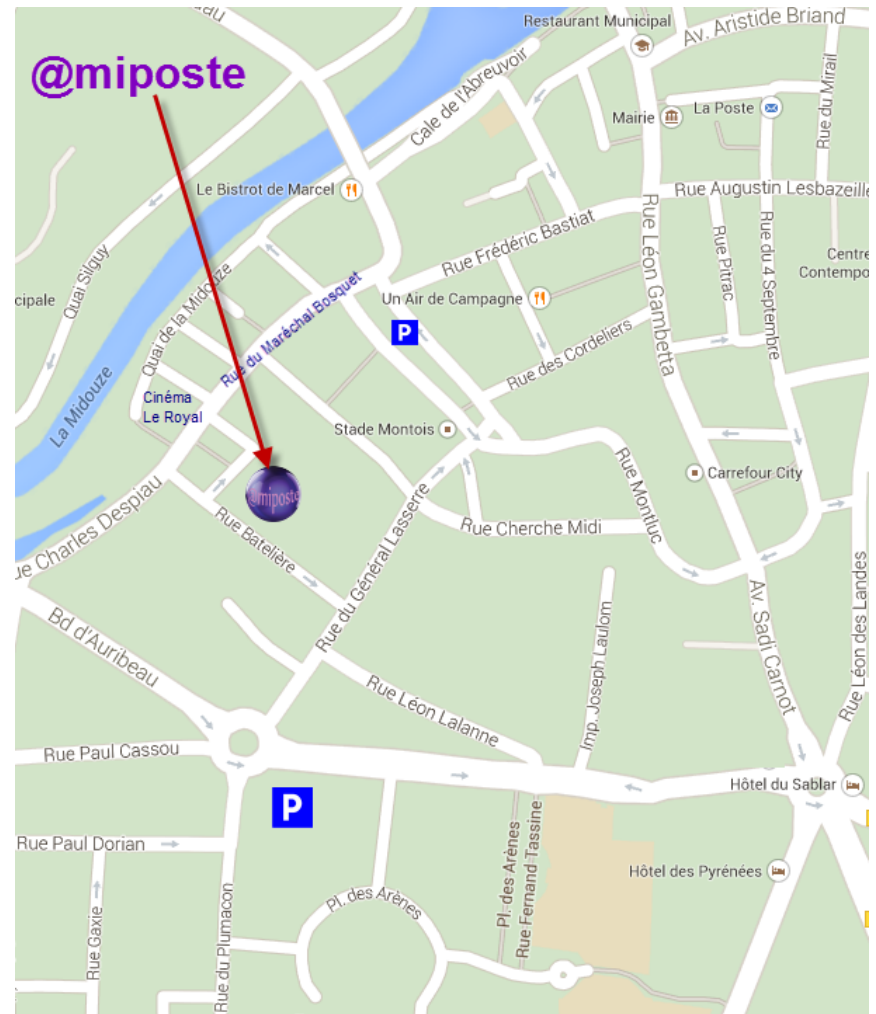 Restaurant Municipal
Av. Aristide Briand
@miposte
Cale de l'Abreuvoir
Rue du Mirail
La Poste
Mairie
Le Bistrot de Marcel
Rue Augustin Lesbazeille
Rue Frédéric Bastiat
Rue Léon Gambetta
Rue Pitrac
Rue du 4 Septembre
Centre
Contempo
Quai Silguy
cipale
Quai de la Midouze
Rue du Maréchal Bosquet
Un Air de Campagne
P
Rue des Cordeliers
La Midouze
Cinéma
Le Royal
Stade Montois
Carrefour City
@miposte
Rue Montluc
Rue Cherche Midi
ue Charles Despiau
Rue Batelière
Rue du Général Lasserre
Bd d'Auribeau
Imp. Joseph Laulom
Av. Sadi Carnot
Rue Léon des Landes
Rue Léon Lalanne
Rue Paul Cassou
Hôtel du Sablar
P
Rue Paul Dorian
Hôtel des Pyrénées
Pl. des Arènes
Pl. des Arènes
Rue Fernand Tassine
Rue Gaxie
Rue du Plumacon